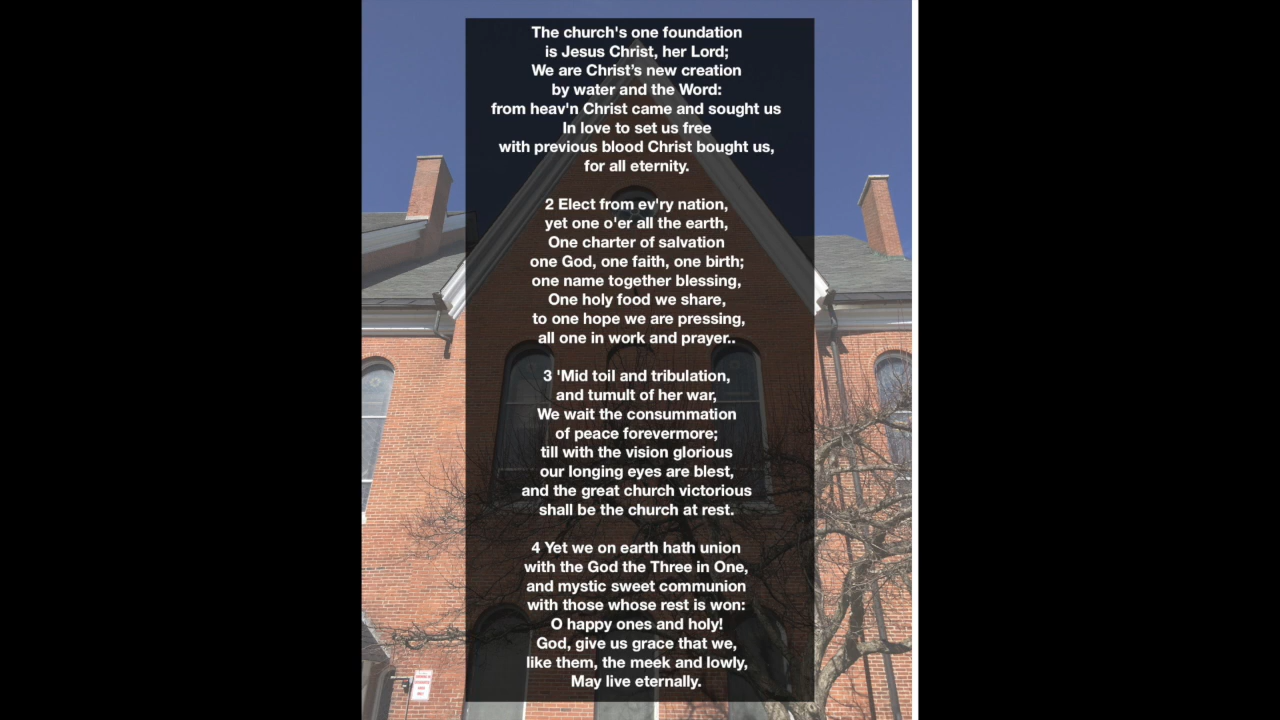 The church's one foundation
is Jesus Christ, her Lord;
We are Christ’s new creation
by water and the Word:
from heav'n Christ came and sought us
In love to set us free
with previous blood Christ bought us,
for all eternity.
2 Elect from ev'ry nation,
yet one o'er all the earth,
One charter of salvation
one God, one faith, one birth;
one name together blessing,
One holy food we share,
to one hope we are pressing,
all one in work and prayer..
3 'Mid toil and tribulation,
and tumult of her war,
We wait the consummation
of peace forevermore;
till with the vision glorious
our longing eyes are blest,
and the great church victorious
shall be the church at rest.
4 Yet we on earth hath union
with the God the Three in One,
and mystic sweet communion
with those whose rest is won:
O happy ones and holy!
God, give us grace that we,
like them, the meek and lowly,
May live eternally.